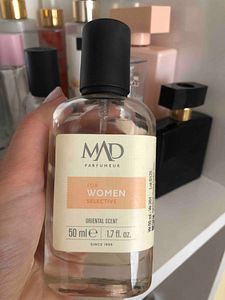 MAD
PARFUMEUR
FOR
WOMEN
SELECTIVE
ORIENTAL SCENT
50 ml ℮ 1.7 fl. oz.
SINCE 1994